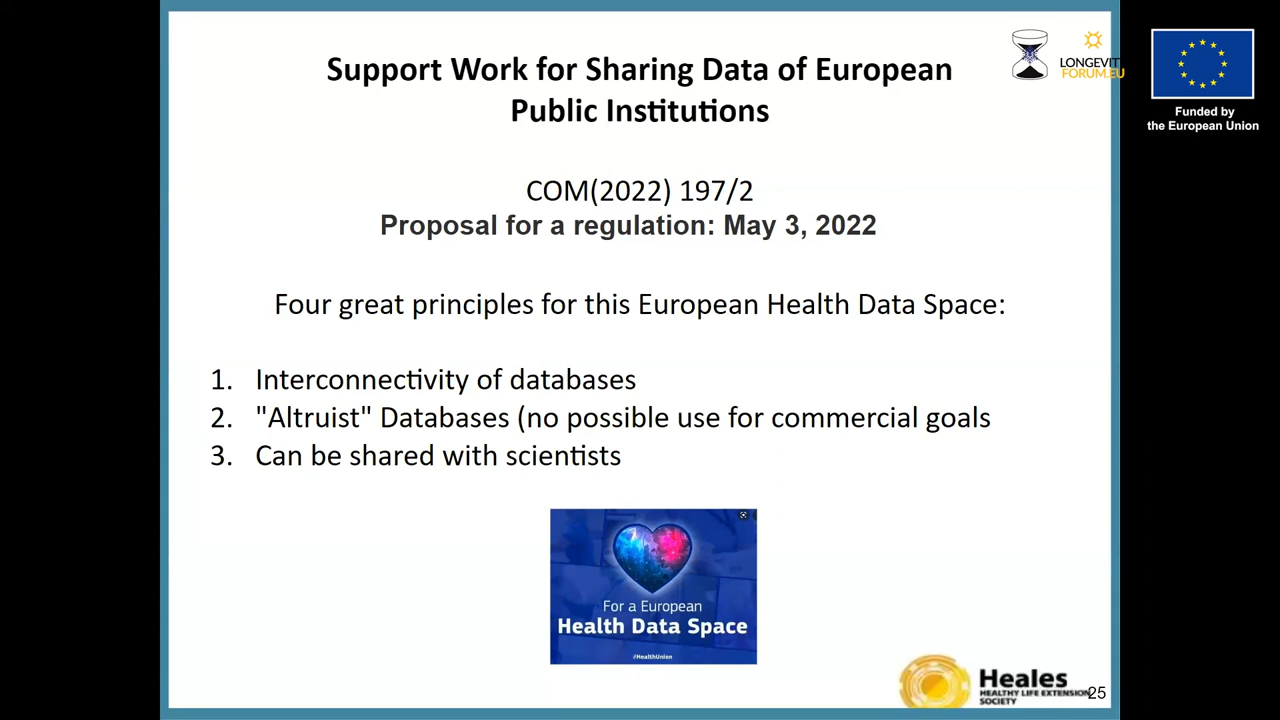 Support Work for Sharing Data of European
Public Institutions
LONGEVIT
FORUM.EU
Funded by
the European Union
COM(2022) 197/2
Proposal for a regulation: May 3, 2022
Four great principles for this European Health Data Space:
1. Interconnectivity of databases
2. "Altruist" Databases (no possible use for commercial goals
3. Can be shared with scientists
For a European
Health Data Space
#HealthUnion
Heales
HEALTHY LIFE EXTENSION
SOCIETY
25